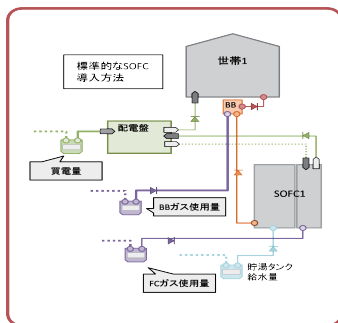 標準的なSOFC
導入方法
世帯1
BB
配電盤
買電量
SOFC1
BBガス使用量
FCガス使用量
貯湯タンク
給水量